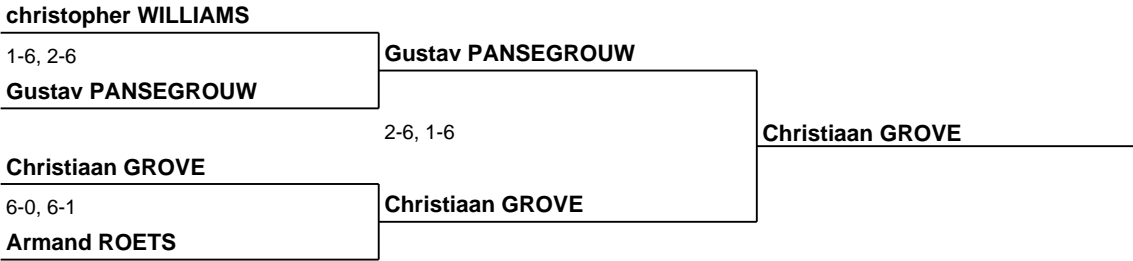 christopher WILLIAMS
1-6, 2-6
Gustav PANSEGROUW
Gustav PANSEGROUW
2-6, 1-6
Christiaan GROVE
Christiaan GROVE
6-0, 6-1
Christiaan GROVE
Armand ROETS